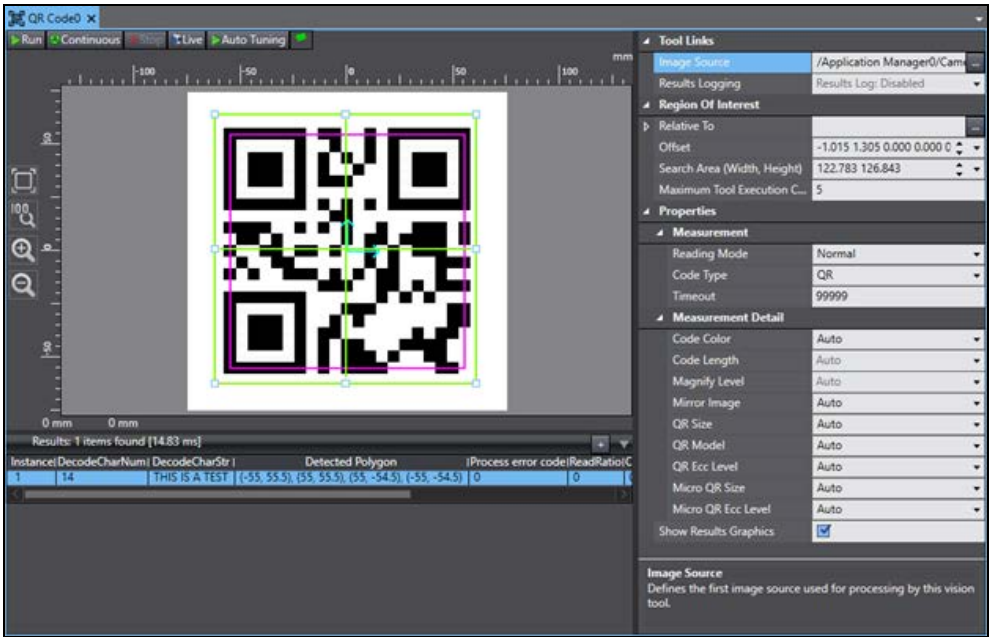 QR Code0
Run Continuous Stop Live Auto Tuning
mm
-100 -50 0 50 100
50
0
-50
100
0 mm 0 mm
Results: 1 items found [14.83 ms]
Instance DecodeCharNum DecodeCharStr Detected Polygon Process error code ReadRatio C
1 14 THIS IS A TEST (-55, 55.5), (55, 55.5), (55, -54.5), (-55, -54.5) 0 0
Tool Links
Image Source /Application Manager0/Came
Results Logging Results Log: Disabled
Region Of Interest
Relative To
Offset -1.015 1.305 0.000 0.000 0
Search Area (Width, Height) 122.783 126.843
Maximum Tool Execution C... 5
Properties
Measurement
Reading Mode Normal
Code Type QR
Timeout 99999
Measurement Detail
Code Color Auto
Code Length Auto
Magnify Level Auto
Mirror Image Auto
QR Size Auto
QR Model Auto
QR Ecc Level Auto
Micro QR Size Auto
Micro QR Ecc Level Auto
Show Results Graphics
Image Source
Defines the first image source used for processing by this vision
tool.